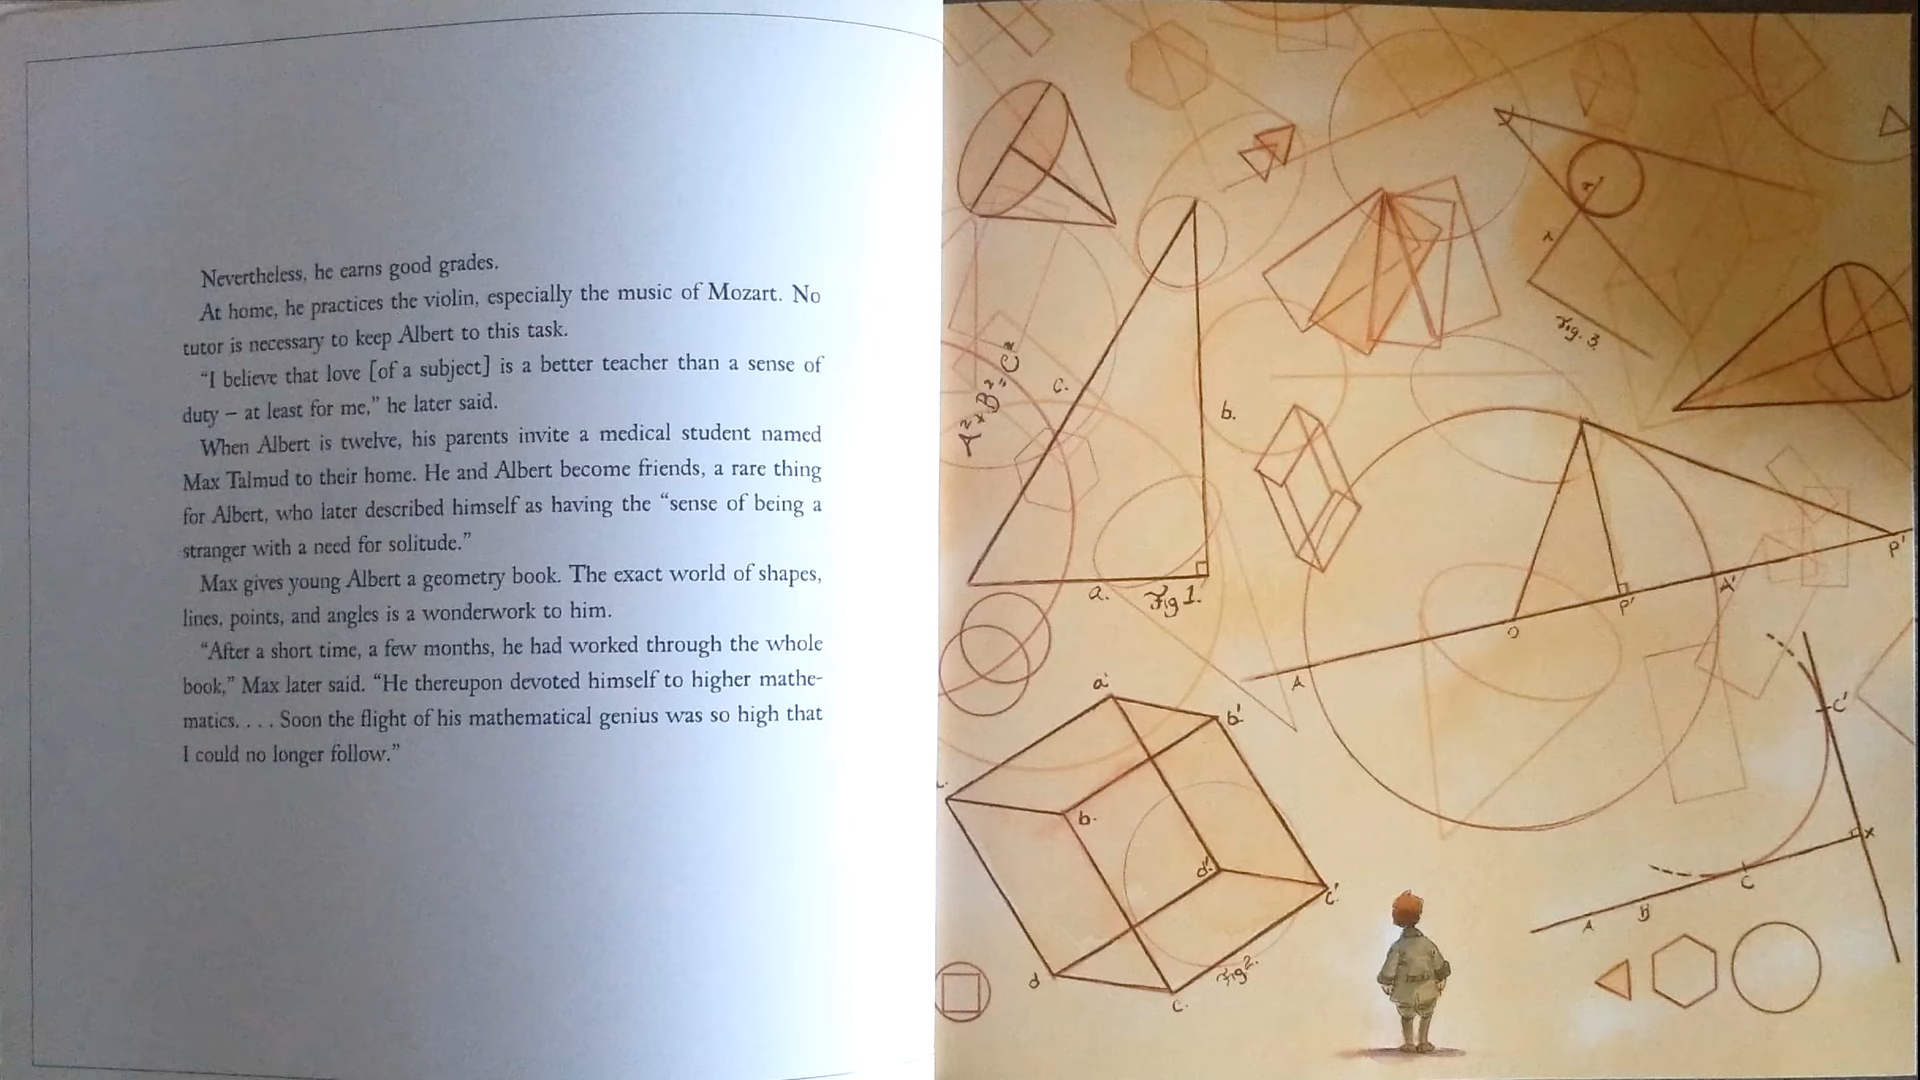 Nevertheless, he earns good grades.
At home, he practices the violin, especially the music of Mozart. No
tutor is necessary to keep Albert to this task.
“I believe that love [of a subject] is a better teacher than a sense of
duty – at least for me,” he later said.
When Albert is twelve, his parents invite a medical student named
Max Talmud to their home. He and Albert become friends, a rare thing
for Albert, who later described himself as having the “sense of being a
stranger with a need for solitude.”
Max gives young Albert a geometry book. The exact world of shapes,
lines, points, and angles is a wonderwork to him.
“After a short time, a few months, he had worked through the whole
book,” Max later said. “He thereupon devoted himself to higher mathe-
matics. . . . Soon the flight of his mathematical genius was so high that
I could no longer follow.”
A²+B²=C²
c.
b.
a.
Fig 1.
r
r
Fig. 3.
A
O
P'
A'
P'
a'
b'
b.
d'
c'
d
c.
Fig 2.
C'
x
C
B
A